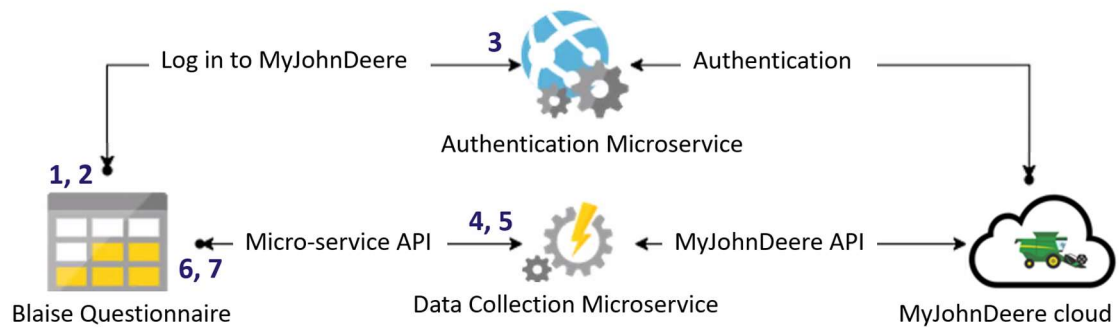 3
Log in to MyJohnDeere
Authentication
Authentication Microservice
1, 2
4, 5
Micro-service API
MyJohnDeere API
6, 7
Blaise Questionnaire
Data Collection Microservice
MyJohnDeere cloud